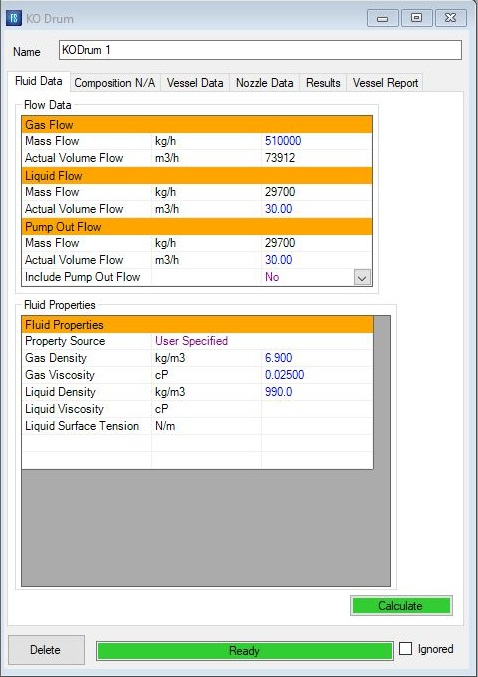 KO Drum
Name KODrum 1
Fluid Data Composition N/A Vessel Data Nozzle Data Results Vessel Report
Flow Data
Gas Flow
Mass Flow kg/h 510000
Actual Volume Flow m3/h 73912
Liquid Flow
Mass Flow kg/h 29700
Actual Volume Flow m3/h 30.00
Pump Out Flow
Mass Flow kg/h 29700
Actual Volume Flow m3/h 30.00
Include Pump Out Flow No
Fluid Properties
Fluid Properties
Property Source User Specified
Gas Density kg/m3 6.900
Gas Viscosity cP 0.02500
Liquid Density kg/m3 990.0
Liquid Viscosity cP
Liquid Surface Tension N/m
Calculate
Delete Ready Ignored